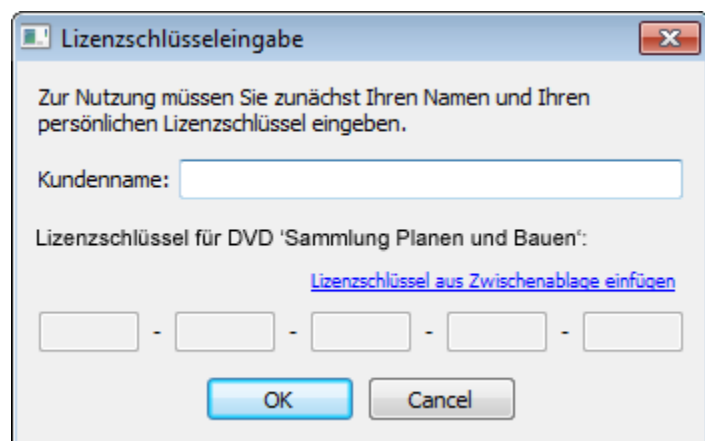 Lizenzschlüsseleingabe
Zur Nutzung müssen Sie zunächst Ihren Namen und Ihren
persönlichen Lizenzschlüssel eingeben.
Kundenname:
Lizenzschlüssel für DVD ‘Sammlung Planen und Bauen‘:
Lizenzschlüssel aus Zwischenablage einfügen
- - - -
OK Cancel